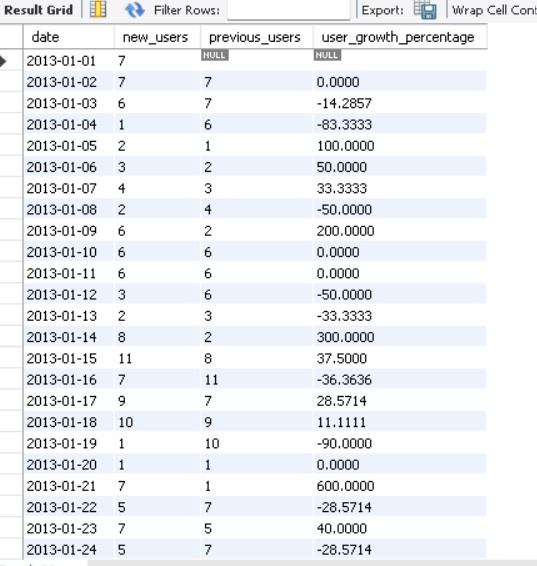 Result Grid Filter Rows: Export: Wrap Cell Cont
date new_users previous_users user_growth_percentage
2013-01-01 7 NULL NULL
2013-01-02 7 7 0.0000
2013-01-03 6 7 -14.2857
2013-01-04 1 6 -83.3333
2013-01-05 2 1 100.0000
2013-01-06 3 2 50.0000
2013-01-07 4 3 33.3333
2013-01-08 2 4 -50.0000
2013-01-09 6 2 200.0000
2013-01-10 6 6 0.0000
2013-01-11 6 6 0.0000
2013-01-12 3 6 -50.0000
2013-01-13 2 3 -33.3333
2013-01-14 8 2 300.0000
2013-01-15 11 8 37.5000
2013-01-16 7 11 -36.3636
2013-01-17 9 7 28.5714
2013-01-18 10 9 11.1111
2013-01-19 1 10 -90.0000
2013-01-20 1 1 0.0000
2013-01-21 7 1 600.0000
2013-01-22 5 7 -28.5714
2013-01-23 7 5 40.0000
2013-01-24 5 7 -28.5714